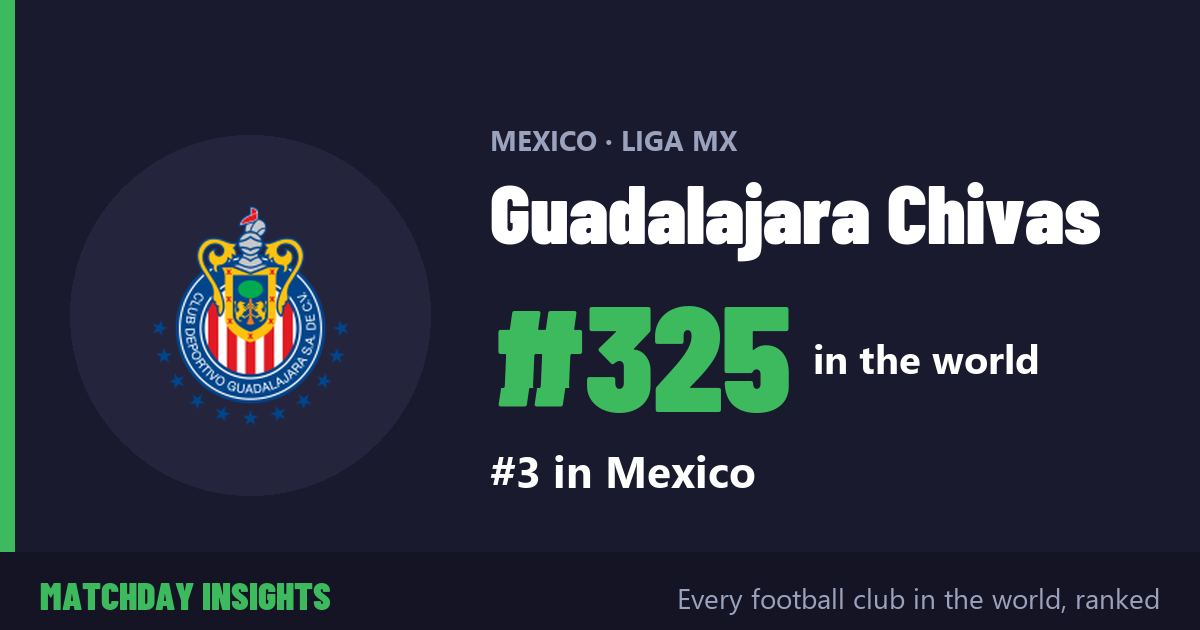 MEXICO · LIGA MX
Guadalajara Chivas
#325 in the world
#3 in Mexico
CLUB DEPORTIVO GUADALAJARA S.A. DE C.V.
MATCHDAY INSIGHTS
Every football club in the world, ranked